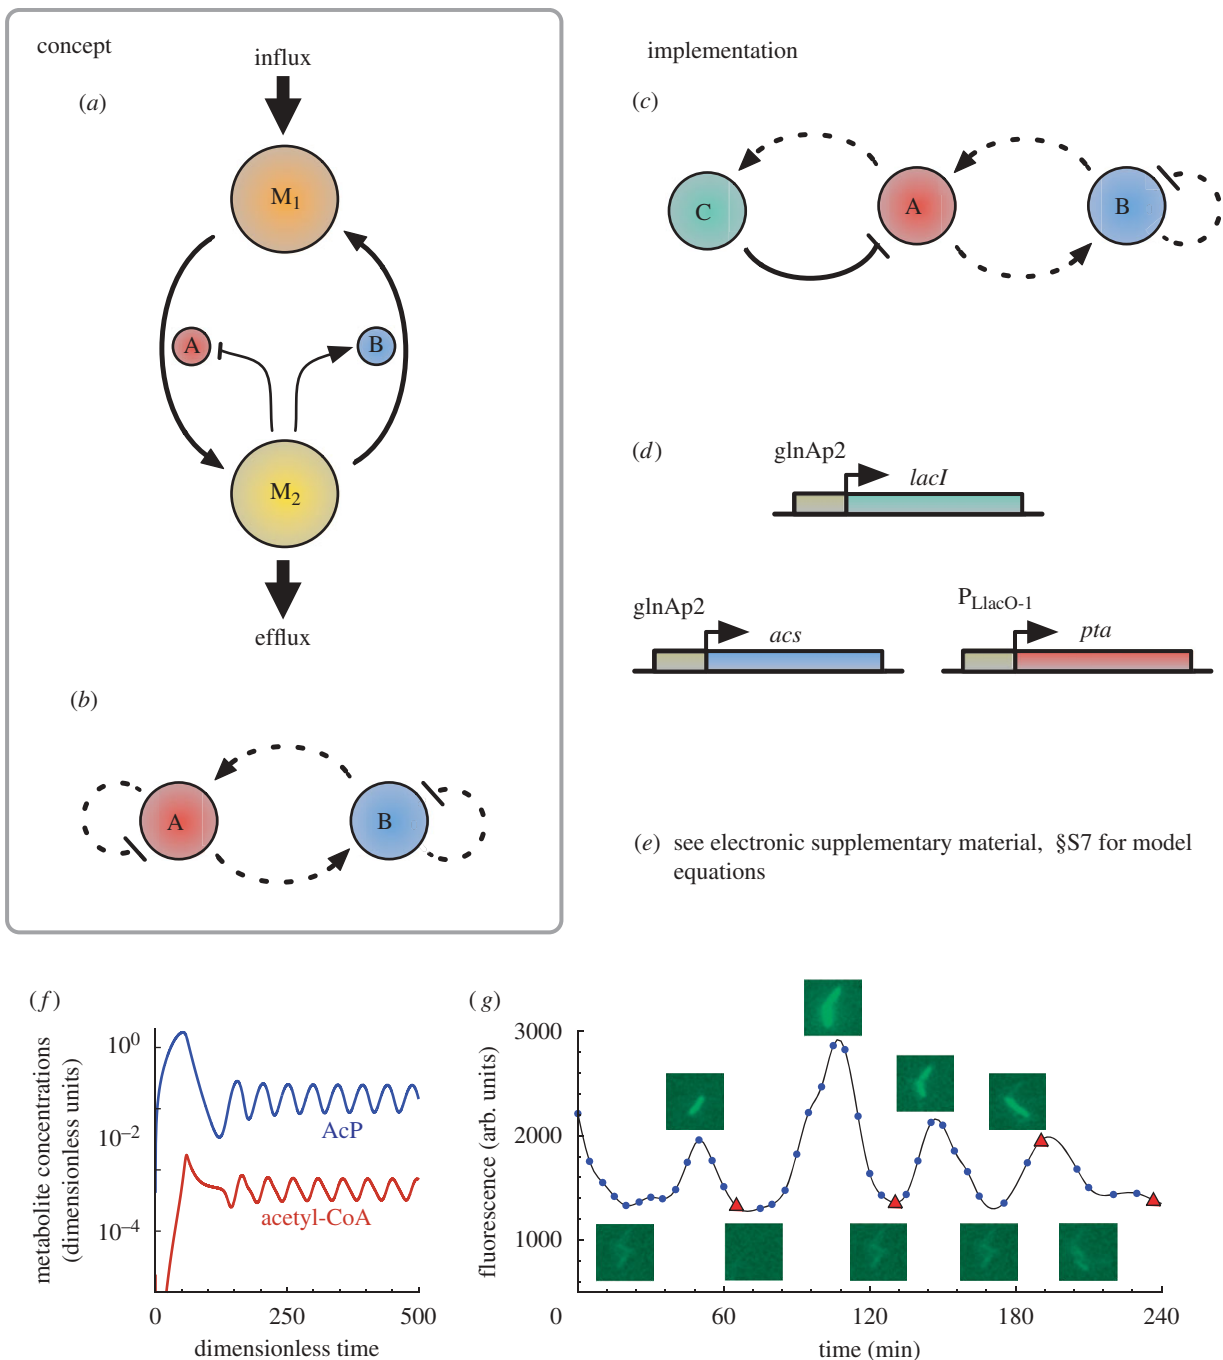 concept
(a)
influx
M1
A
B
M2
efflux
(b)
A
B
implementation
(c)
C
A
B
(d)
glnAp2
lacI
glnAp2
acs
PLlacO-1
pta
(e) see electronic supplementary material, §S7 for model
equations
(f)
metabolite concentrations
(dimensionless units)
10^0
10^−2
10^−4
AcP
acetyl-CoA
0 250 500
dimensionless time
(g)
fluorescence (arb. units)
3000
2000
1000
0 60 120 180 240
time (min)